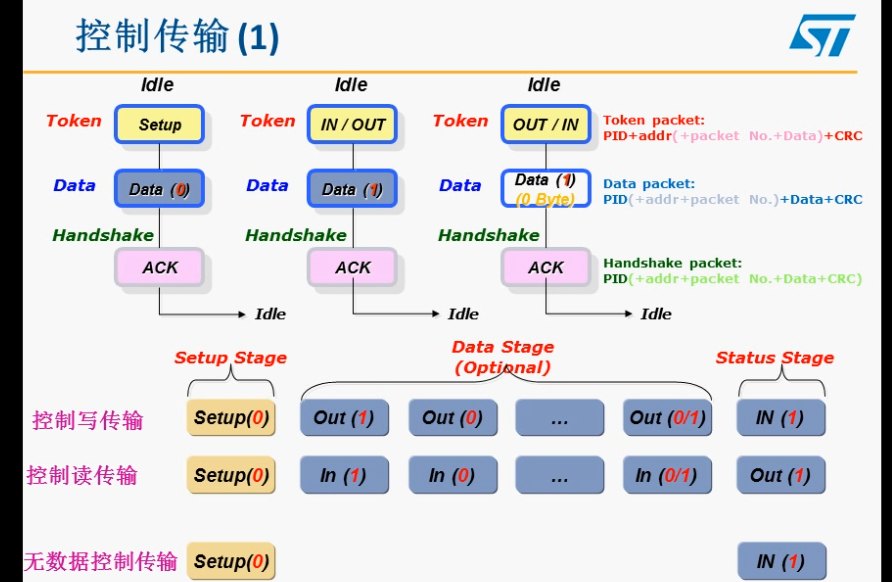 控制传输(1)
ST
Idle Idle Idle
Token Setup Token IN / OUT Token OUT / IN Token packet:
PID+addr(+packet No.+Data)+CRC
Data Data (0) Data Data (1) Data Data (1) Data packet:
(0 Byte) PID(+addr+packet No.)+Data+CRC
Handshake Handshake Handshake
ACK ACK ACK Handshake packet:
PID(+addr+packet No.+Data+CRC)
Idle Idle Idle
Setup Stage Data Stage Status Stage
(Optional)
控制写传输 Setup(0) Out (1) Out (0) ... Out (0/1) IN (1)
控制读传输 Setup(0) In (1) In (0) ... In (0/1) Out (1)
无数据控制传输 Setup(0) IN (1)